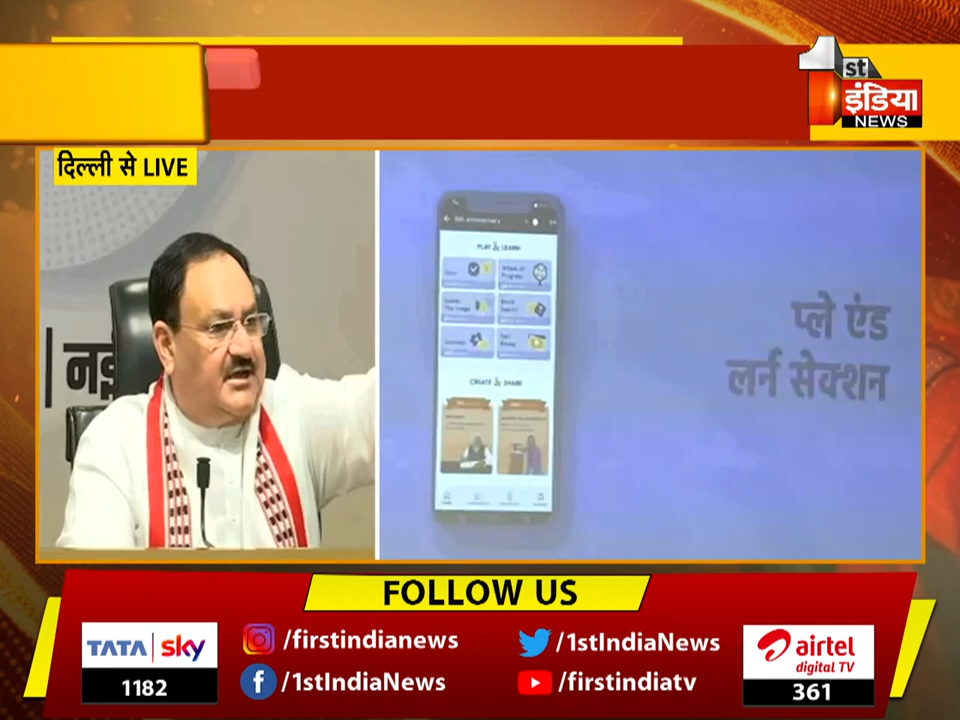 1st
इंडिया
NEWS
दिल्ली से LIVE
PLAY & LEARN
CREATE & SHARE
प्ले एंड
लर्न सेक्शन
FOLLOW US
TATA sky
1182
/firstindianews
/1stIndiaNews
/1stIndiaNews
/firstindiatv
airtel
digital TV
361